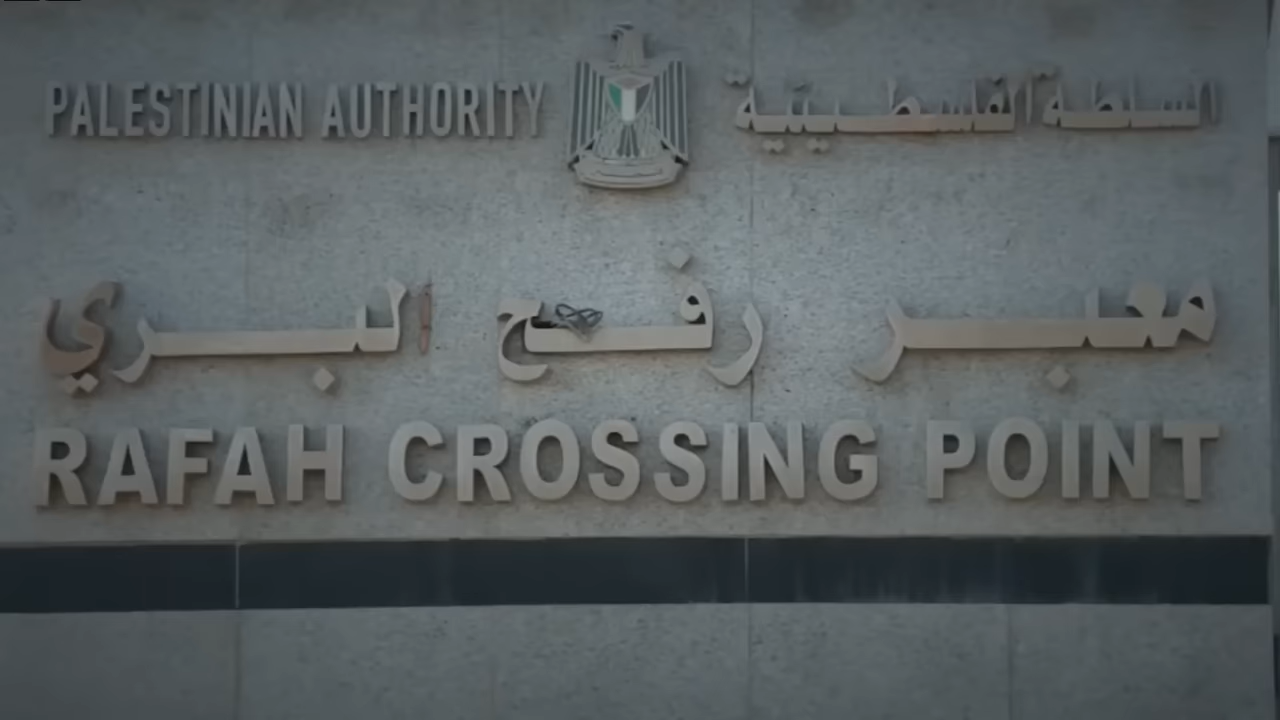 PALESTINIAN AUTHORITY السلطة الفلسطينية
معبر رفح البري
RAFAH CROSSING POINT